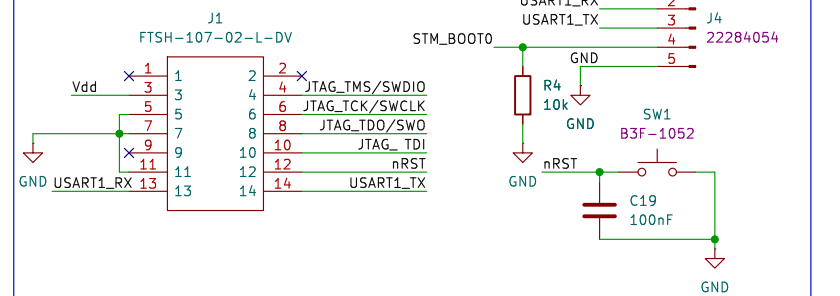 J1
FTSH-107-02-L-DV
1 1 2 2
Vdd 3 3 4 4 JTAG_TMS/SWDIO
5 5 6 6 JTAG_TCK/SWCLK
7 7 8 8 JTAG_TDO/SWO
9 9 10 10 JTAG_ TDI
11 11 12 12 nRST
USART1_RX 13 13 14 14 USART1_TX
GND
USART1_RX 2
USART1_TX 3
STM_BOOT0 4
GND 5
J4
22284054
R4
10k
GND
GND
SW1
B3F-1052
nRST
C19
100nF
GND